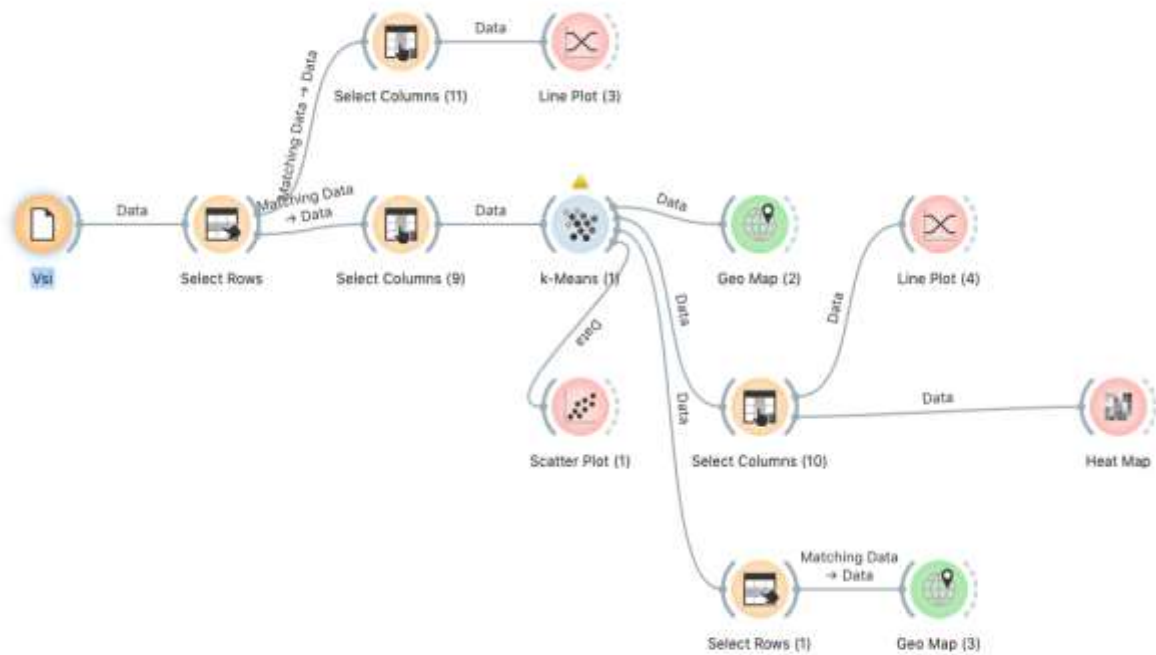 Data
Select Columns (11)
Line Plot (3)
Matching Data → Data
Data
Matching Data
→ Data
Data
Data
Vsi
Select Rows
Select Columns (9)
k-Means (1)
Geo Map (2)
Line Plot (4)
Data
Data
Data
Data
Data
Scatter Plot (1)
Select Columns (10)
Heat Map
Matching Data
→ Data
Select Rows (1)
Geo Map (3)